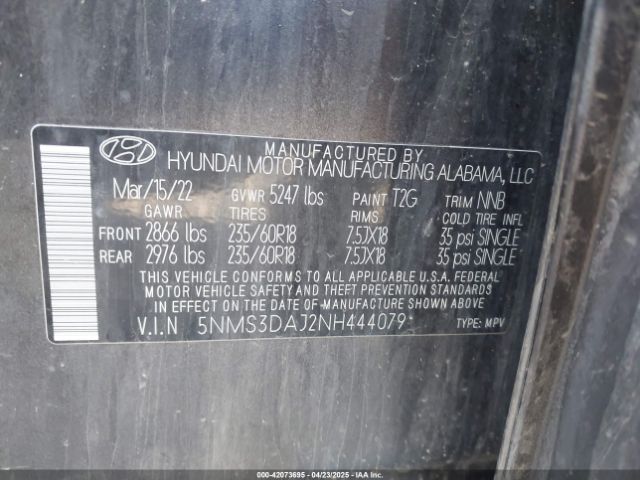 MANUFACTURED BY
HYUNDAI MOTOR MANUFACTURING ALABAMA, LLC
Mar/15/22 GVWR 5247 lbs PAINT T2G TRIM NNB
GAWR TIRES RIMS COLD TIRE INFL
FRONT 2866 lbs 235/60R18 7.5JX18 35 psi SINGLE
REAR 2976 lbs 235/60R18 7.5JX18 35 psi SINGLE
THIS VEHICLE CONFORMS TO ALL APPLICABLE U.S.A. FEDERAL
MOTOR VEHICLE SAFETY AND THEFT PREVENTION STANDARDS
IN EFFECT ON THE DATE OF MANUFACTURE SHOWN ABOVE
V.I.N 5NMS3DAJ2NH444079 TYPE: MPV
000-42073695 - 04/23/2025 - IAAI.COM